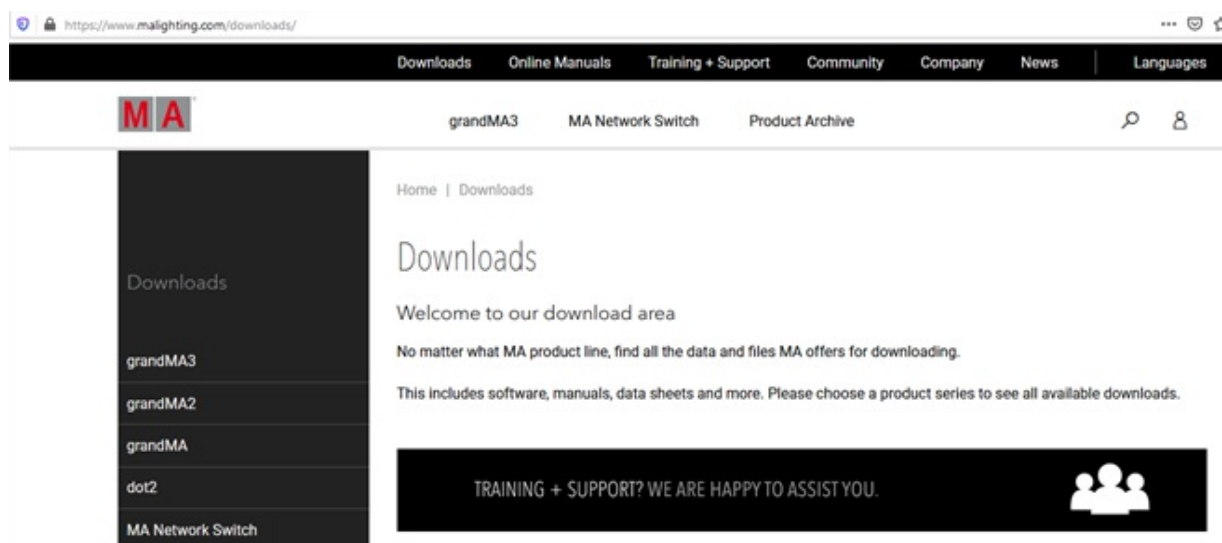 https://www.malighting.com/downloads/
Downloads Online Manuals Training + Support Community Company News Languages
MA
grandMA3 MA Network Switch Product Archive
Home | Downloads
Downloads
Downloads
Welcome to our download area
No matter what MA product line, find all the data and files MA offers for downloading.
This includes software, manuals, data sheets and more. Please choose a product series to see all available downloads.
grandMA3
grandMA2
grandMA
dot2
MA Network Switch
TRAINING + SUPPORT? WE ARE HAPPY TO ASSIST YOU.